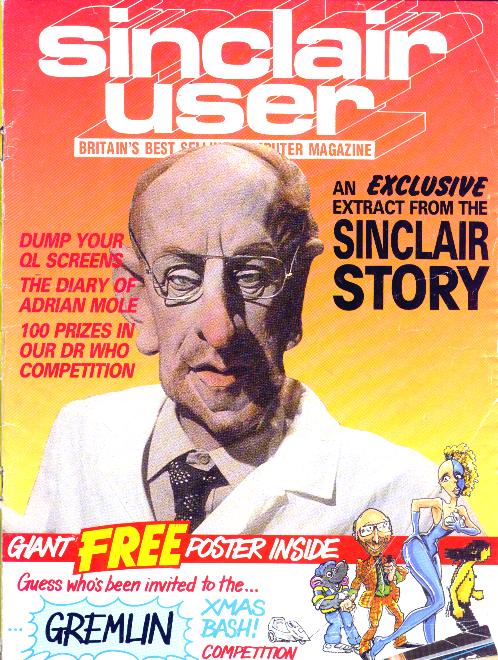 sinclair
user
BRITAIN'S BEST MAGAZINE
AN EXCLUSIVE
EXTRACT FROM THE
SINCLAIR
STORY
DUMP YOUR
QL SCREENS
THE DIARY OF
ADRIAN MOLE
100 PRIZES IN
OUR DR WHO
COMPETITION
GIANT FREE POSTER INSIDE
Guess who's been invited to the...
... GREMLIN
XMAS
BASH!
COMPETITION